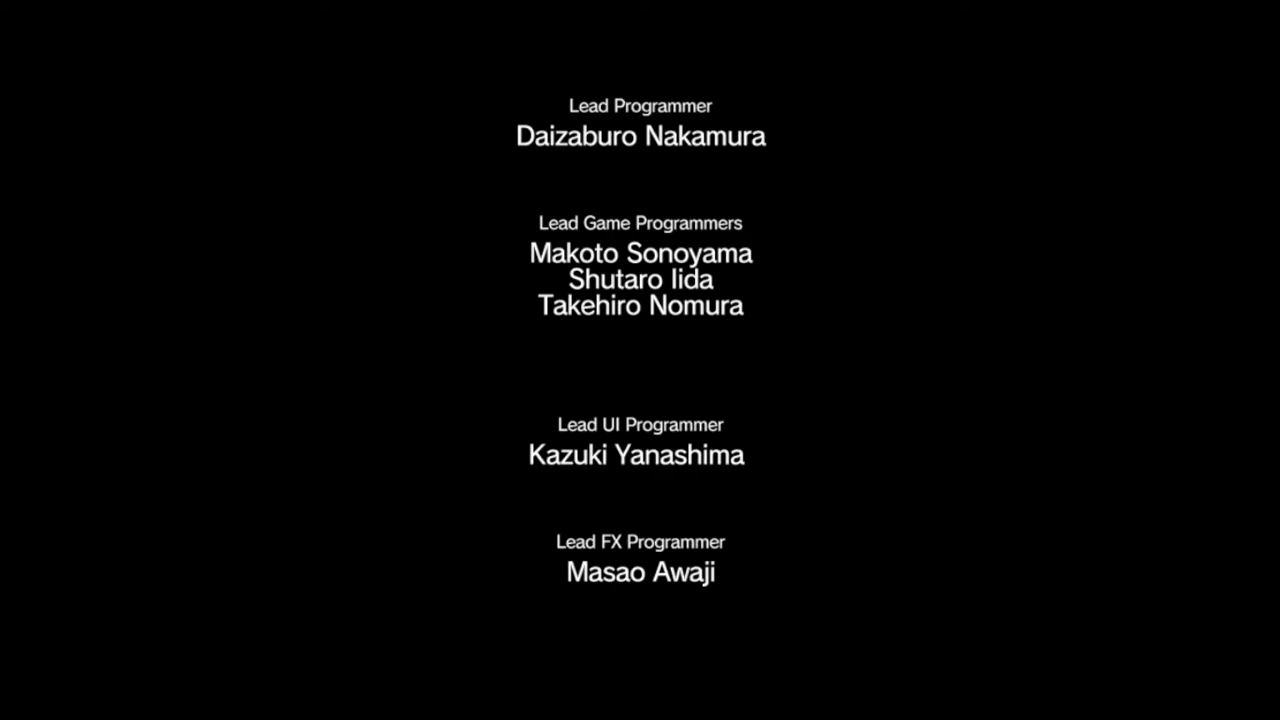 Lead Programmer
Daizaburo Nakamura
Lead Game Programmers
Makoto Sonoyama
Shutaro Iida
Takehiro Nomura
Lead UI Programmer
Kazuki Yanashima
Lead FX Programmer
Masao Awaji